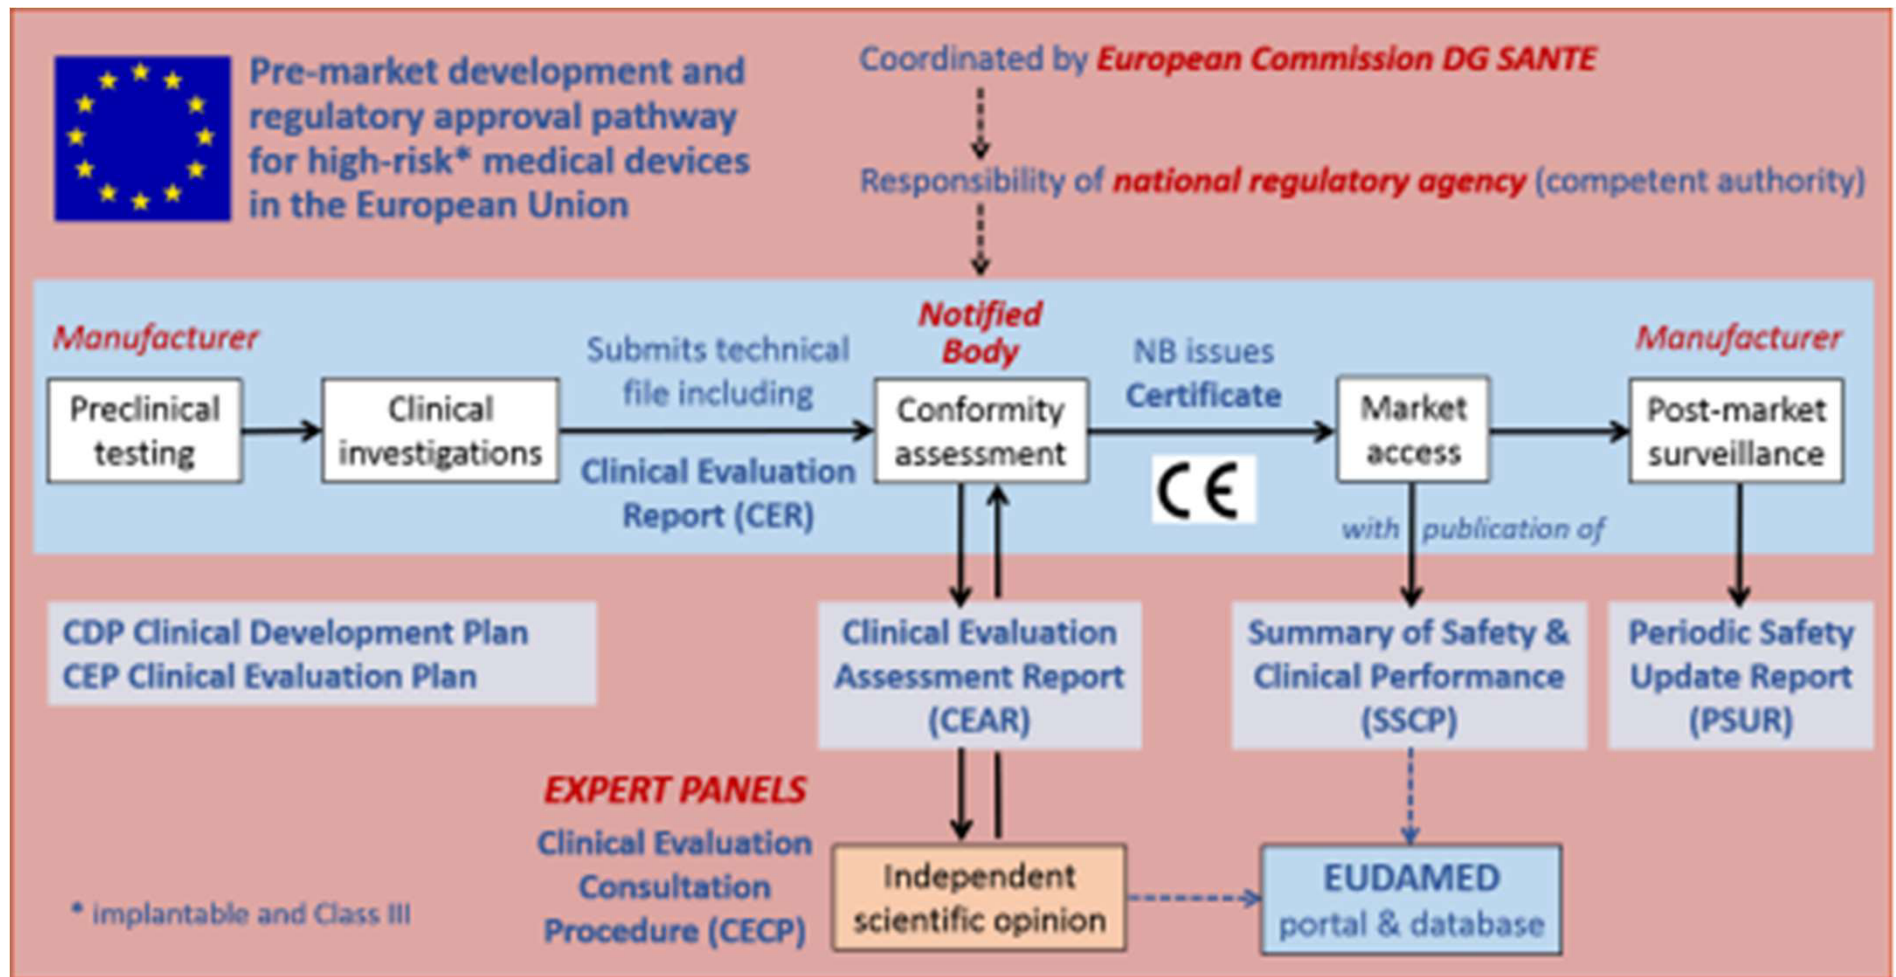 Pre-market development and
regulatory approval pathway
for high-risk* medical devices
in the European Union
Coordinated by European Commission DG SANTE
Responsibility of national regulatory agency (competent authority)
Manufacturer
Preclinical
testing
Clinical
investigations
Submits technical
file including
Clinical Evaluation
Report (CER)
Notified
Body
Conformity
assessment
NB issues
Certificate
CE
Market
access
with publication of
Manufacturer
Post-market
surveillance
CDP Clinical Development Plan
CEP Clinical Evaluation Plan
Clinical Evaluation
Assessment Report
(CEAR)
Summary of Safety &
Clinical Performance
(SSCP)
Periodic Safety
Update Report
(PSUR)
EXPERT PANELS
Clinical Evaluation
Consultation
Procedure (CECP)
Independent
scientific opinion
EUDAMED
portal & database
* implantable and Class III